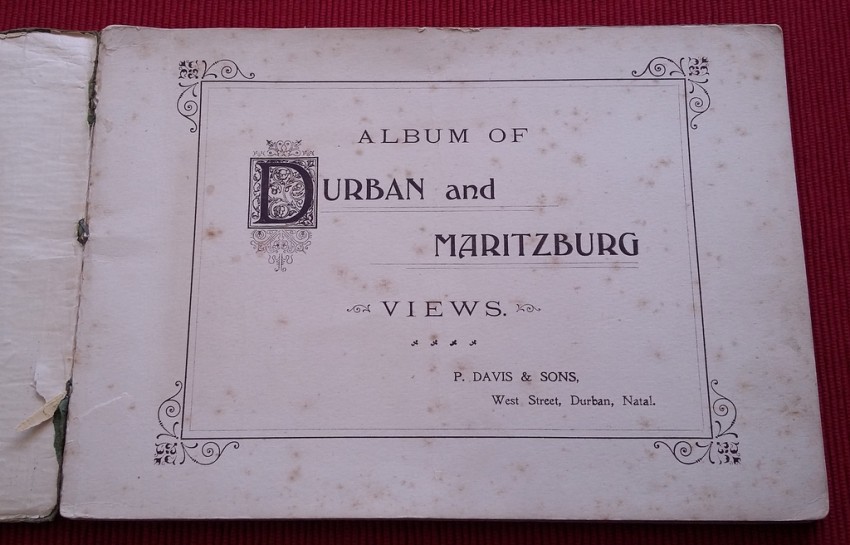 ALBUM OF
DURBAN and
MARITZBURG
VIEWS.
P. DAVIS & SONS,
West Street, Durban, Natal.